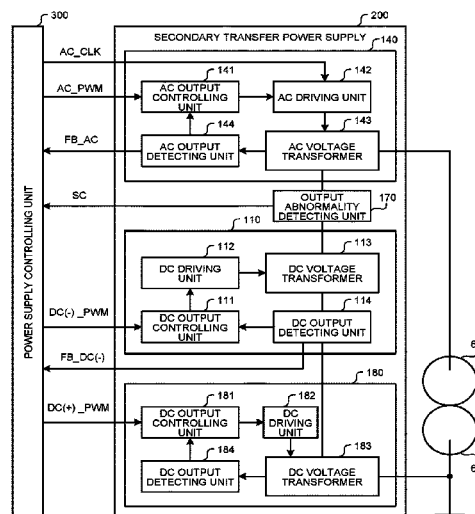 300
200
SECONDARY TRANSFER POWER SUPPLY
140
AC_CLK
141
142
AC_PWM
AC OUTPUT
CONTROLLING
UNIT
AC DRIVING UNIT
144
143
FB_AC
AC OUTPUT
DETECTING UNIT
AC VOLTAGE
TRANSFORMER
SC
OUTPUT
ABNORMALITY
DETECTING UNIT
170
110
112
113
DC DRIVING
UNIT
DC VOLTAGE
TRANSFORMER
111
114
DC(-)_PWM
DC OUTPUT
CONTROLLING
UNIT
DC OUTPUT
DETECTING UNIT
FB_DC(-)
180
181
182
DC(+)_PWM
DC OUTPUT
CONTROLLING
UNIT
DC
DRIVING
UNIT
184
183
DC OUTPUT
DETECTING UNIT
DC VOLTAGE
TRANSFORMER
POWER SUPPLY CONTROLLING UNIT
6
6